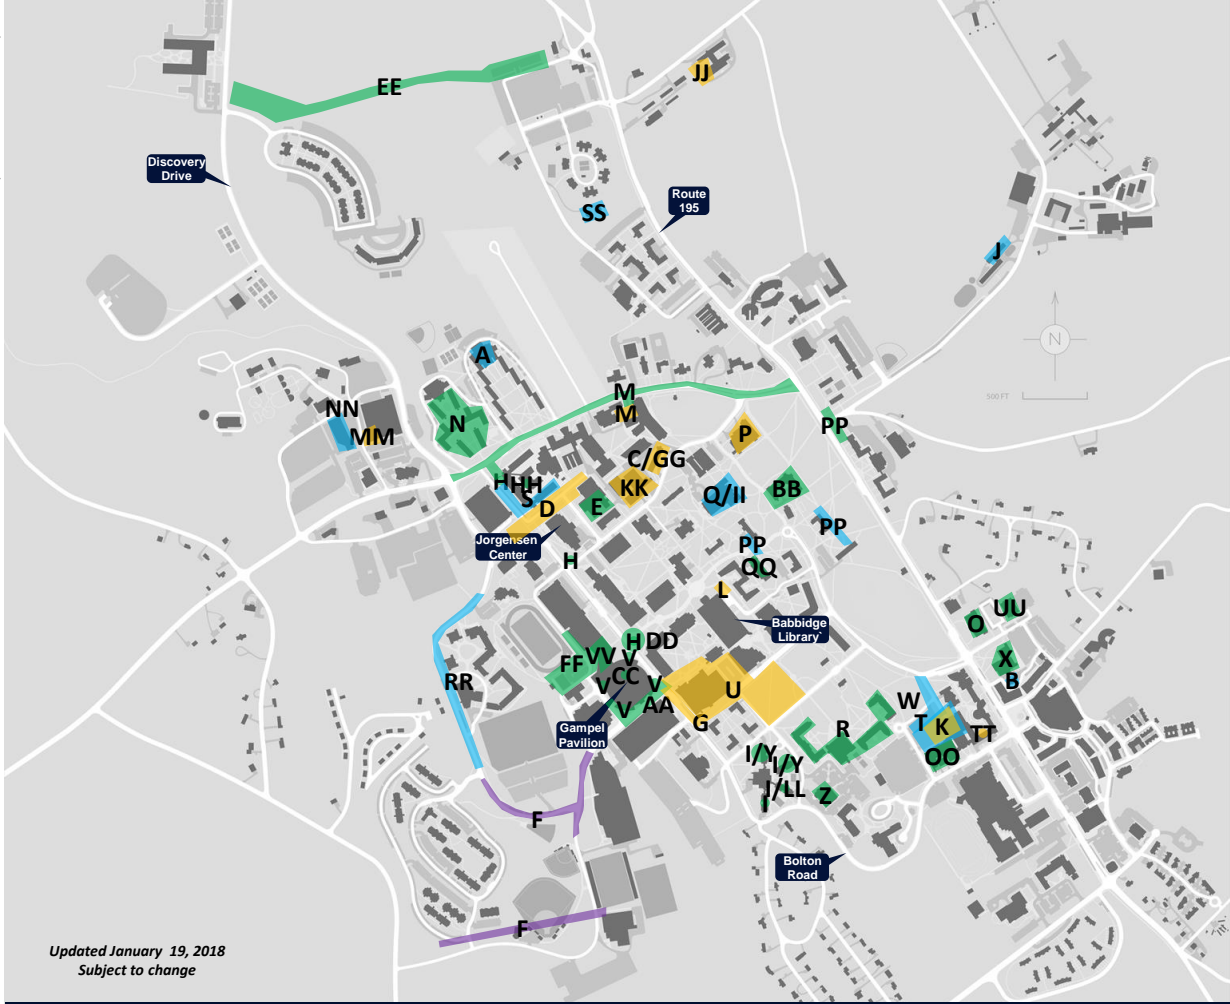 JJ
EE
Discovery
Drive
Route
195
SS
J
N
500 FT
A
M
M
NN
MM
N
P
PP
C/GG
H
HH
S
D
KK
E
Q/II
BB
PP
PP
QQ
Jorgensen
Center
H
L
UU
O
Babbidge
Library`
H
DD
VV
V
FF
CC
V
V
V
AA
RR
X
B
U
G
W
T
K
TT
R
OO
Gampel
Pavilion
I/Y
I/Y
J/LL
I
Z
F
Bolton
Road
F
Updated January 19, 2018
Subject to change